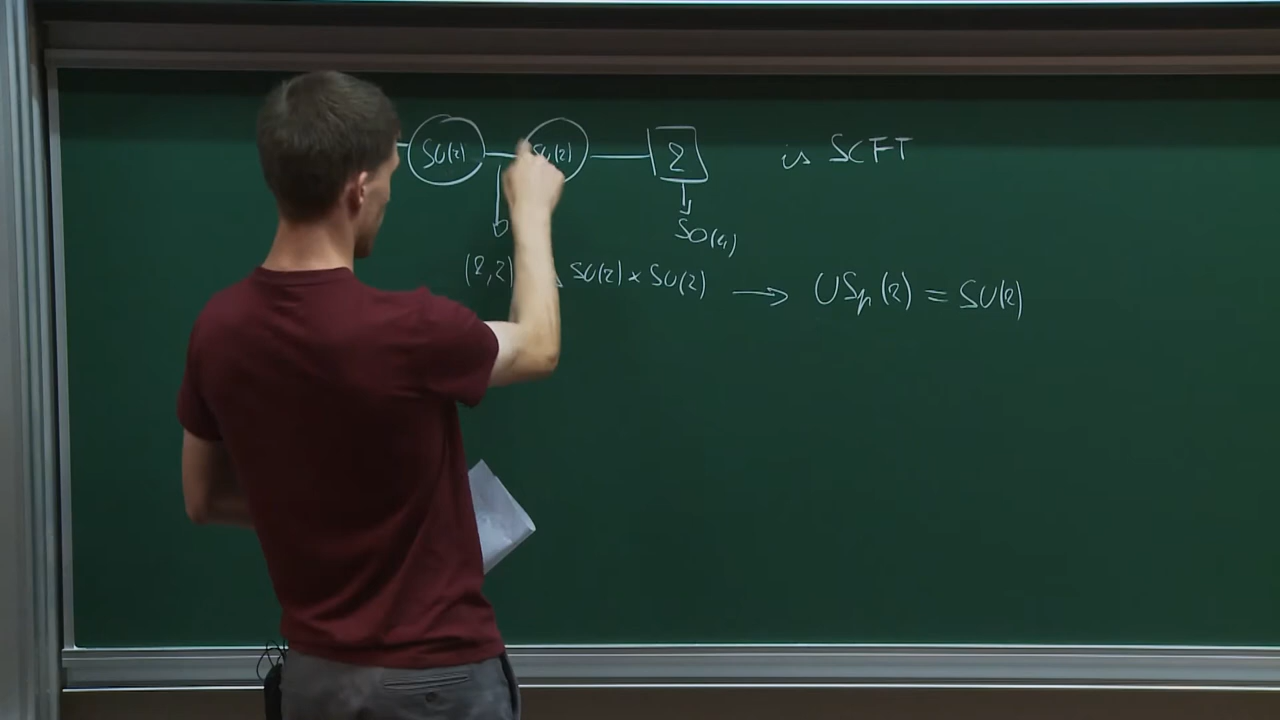 SU(2) SU(2) 2 is SCFT
SO(4)
(2,2) SU(2) × SU(2) → USp(2) = SU(2)